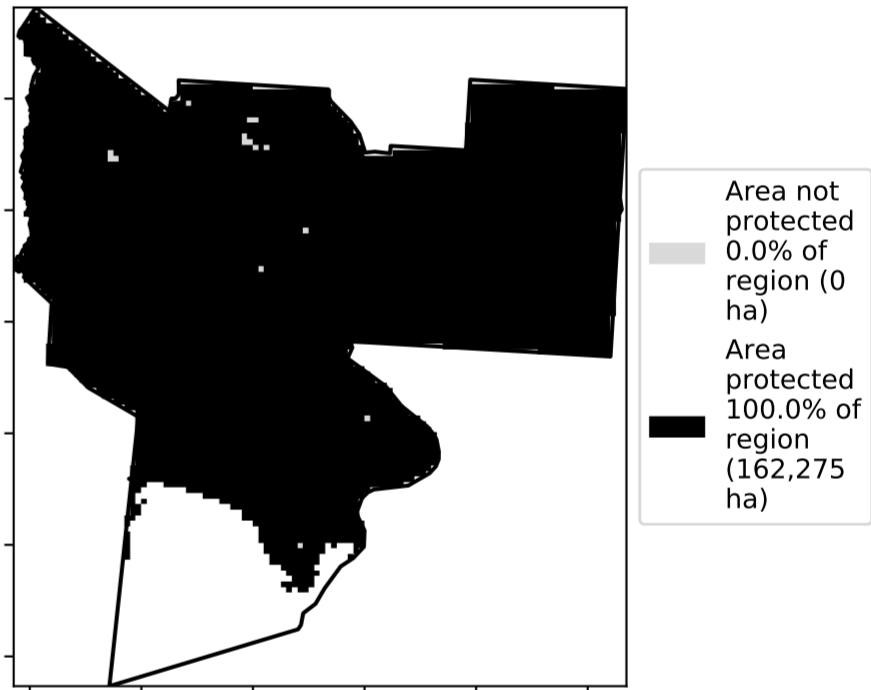 Area not
protected
0.0% of
region (0
ha)
Area
protected
100.0% of
region
(162,275
ha)